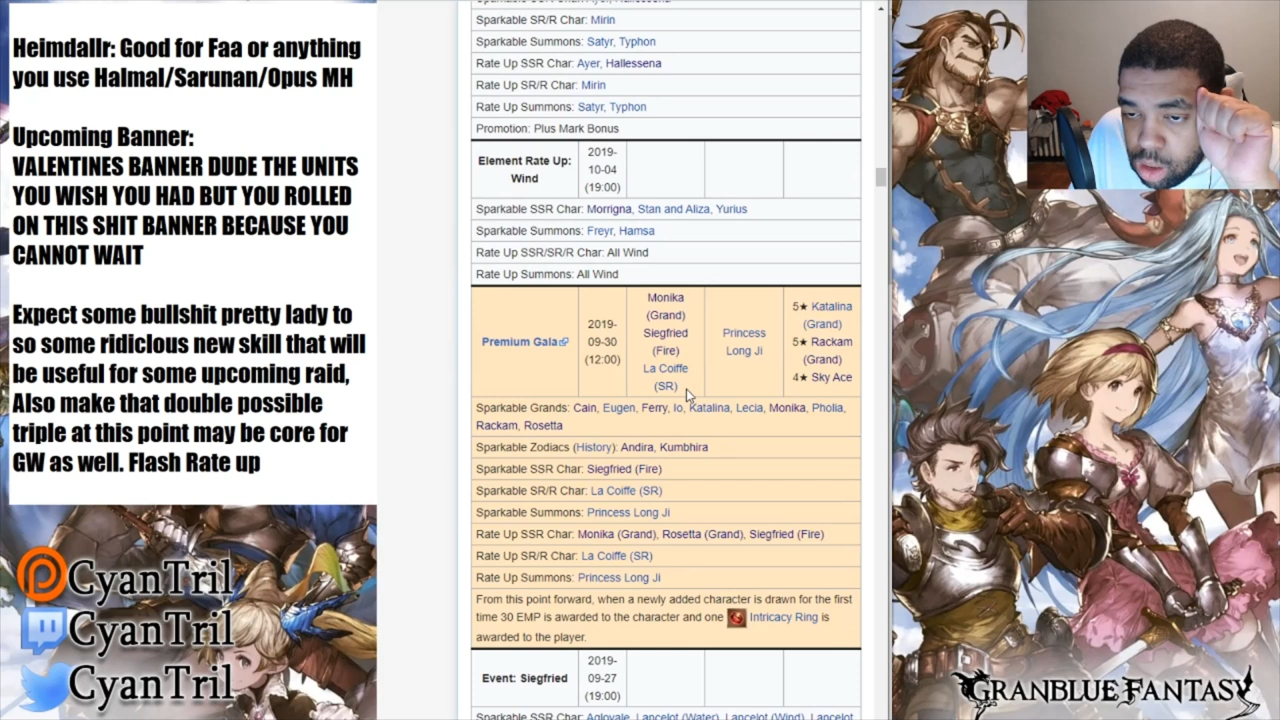 Heimdallr: Good for Faa or anything
you use Halmal/Sarunan/Opus MH
Upcoming Banner:
VALENTINES BANNER DUDE THE UNITS
YOU WISH YOU HAD BUT YOU ROLLED
ON THIS SHIT BANNER BECAUSE YOU
CANNOT WAIT
Expect some bullshit pretty lady to
so some ridiclous new skill that will
be useful for some upcoming raid,
Also make that double possible
triple at this point may be core for
GW as well. Flash Rate up
CyanTril
CyanTril
CyanTril
Sparkable SR/R Char: Mirin
Sparkable Summons: Satyr, Typhon
Rate Up SSR Char: Ayer, Hallessena
Rate Up SR/R Char: Mirin
Rate Up Summons: Satyr, Typhon
Promotion: Plus Mark Bonus
Element Rate Up:
Wind
2019-
10-04
(19:00)
Sparkable SSR Char: Morrigna, Stan and Aliza, Yurius
Sparkable Summons: Freyr, Hamsa
Rate Up SSR/SR/R Char: All Wind
Rate Up Summons: All Wind
Premium Gala
2019-
09-30
(12:00)
Monika
(Grand)
Siegfried
(Fire)
La Coiffe
(SR)
Princess
Long Ji
5★ Katalina
(Grand)
5★ Rackam
(Grand)
4★ Sky Ace
Sparkable Grands: Cain, Eugen, Ferry, Io, Katalina, Lecia, Monika, Pholia,
Rackam, Rosetta
Sparkable Zodiacs (History): Andira, Kumbhira
Sparkable SSR Char: Siegfried (Fire)
Sparkable SR/R Char: La Coiffe (SR)
Sparkable Summons: Princess Long Ji
Rate Up SSR Char: Monika (Grand), Rosetta (Grand), Siegfried (Fire)
Rate Up SR/R Char: La Coiffe (SR)
Rate Up Summons: Princess Long Ji
From this point forward, when a newly added character is drawn for the first
time 30 EMP is awarded to the character and one Intricacy Ring is
awarded to the player.
Event: Siegfried
2019-
09-27
(19:00)
Sparkable SSR Char: Aglovale, Lancelot (Water), Lancelot (Wind), Lancelot
GRANBLUE FANTASY